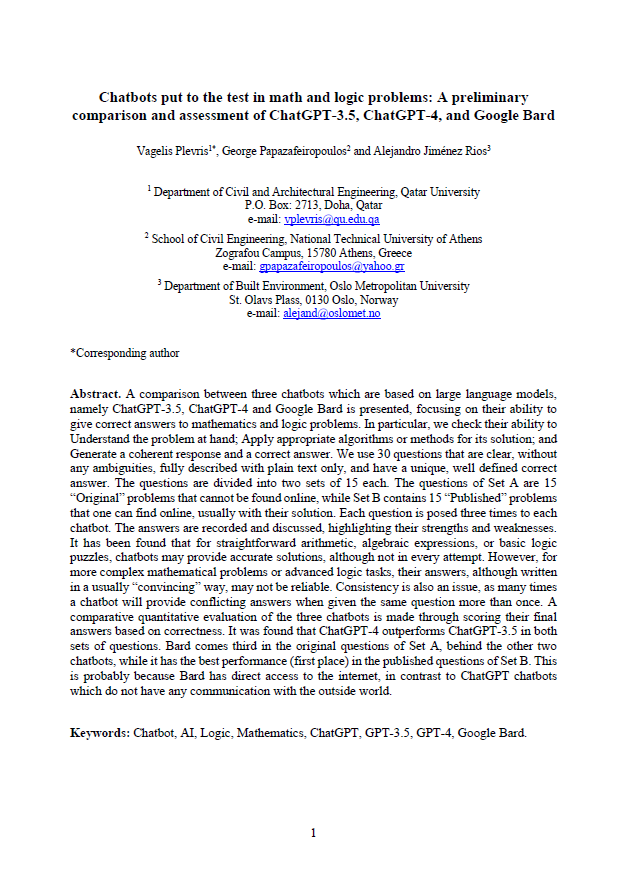 Chatbots put to the test in math and logic problems: A preliminary
comparison and assessment of ChatGPT-3.5, ChatGPT-4, and Google Bard
Vagelis Plevris1*, George Papazafeiropoulos2 and Alejandro Jiménez Rios3
1 Department of Civil and Architectural Engineering, Qatar University
P.O. Box: 2713, Doha, Qatar
e-mail: vplevris@qu.edu.qa
2 School of Civil Engineering, National Technical University of Athens
Zografou Campus, 15780 Athens, Greece
e-mail: gpapazafeiropoulos@yahoo.gr
3 Department of Built Environment, Oslo Metropolitan University
St. Olavs Plass, 0130 Oslo, Norway
e-mail: alejand@oslomet.no
*Corresponding author
Abstract. A comparison between three chatbots which are based on large language models,
namely ChatGPT-3.5, ChatGPT-4 and Google Bard is presented, focusing on their ability to
give correct answers to mathematics and logic problems. In particular, we check their ability to
Understand the problem at hand; Apply appropriate algorithms or methods for its solution; and
Generate a coherent response and a correct answer. We use 30 questions that are clear, without
any ambiguities, fully described with plain text only, and have a unique, well defined correct
answer. The questions are divided into two sets of 15 each. The questions of Set A are 15
“Original” problems that cannot be found online, while Set B contains 15 “Published” problems
that one can find online, usually with their solution. Each question is posed three times to each
chatbot. The answers are recorded and discussed, highlighting their strengths and weaknesses.
It has been found that for straightforward arithmetic, algebraic expressions, or basic logic
puzzles, chatbots may provide accurate solutions, although not in every attempt. However, for
more complex mathematical problems or advanced logic tasks, their answers, although written
in a usually “convincing” way, may not be reliable. Consistency is also an issue, as many times
a chatbot will provide conflicting answers when given the same question more than once. A
comparative quantitative evaluation of the three chatbots is made through scoring their final
answers based on correctness. It was found that ChatGPT-4 outperforms ChatGPT-3.5 in both
sets of questions. Bard comes third in the original questions of Set A, behind the other two
chatbots, while it has the best performance (first place) in the published questions of Set B. This
is probably because Bard has direct access to the internet, in contrast to ChatGPT chatbots
which do not have any communication with the outside world.
Keywords: Chatbot, AI, Logic, Mathematics, ChatGPT, GPT-3.5, GPT-4, Google Bard.
1